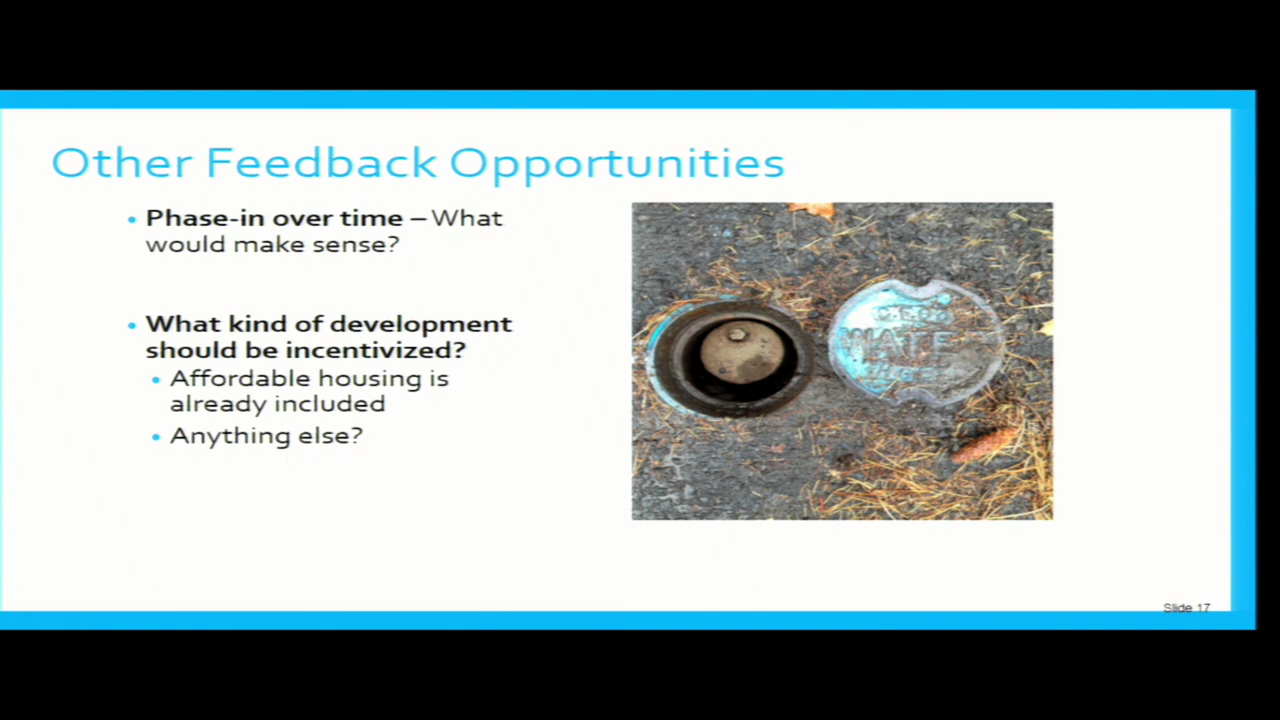 Other Feedback Opportunities
• Phase-in over time – What
would make sense?
• What kind of development
should be incentivized?
• Affordable housing is
already included
• Anything else?
Slide 17